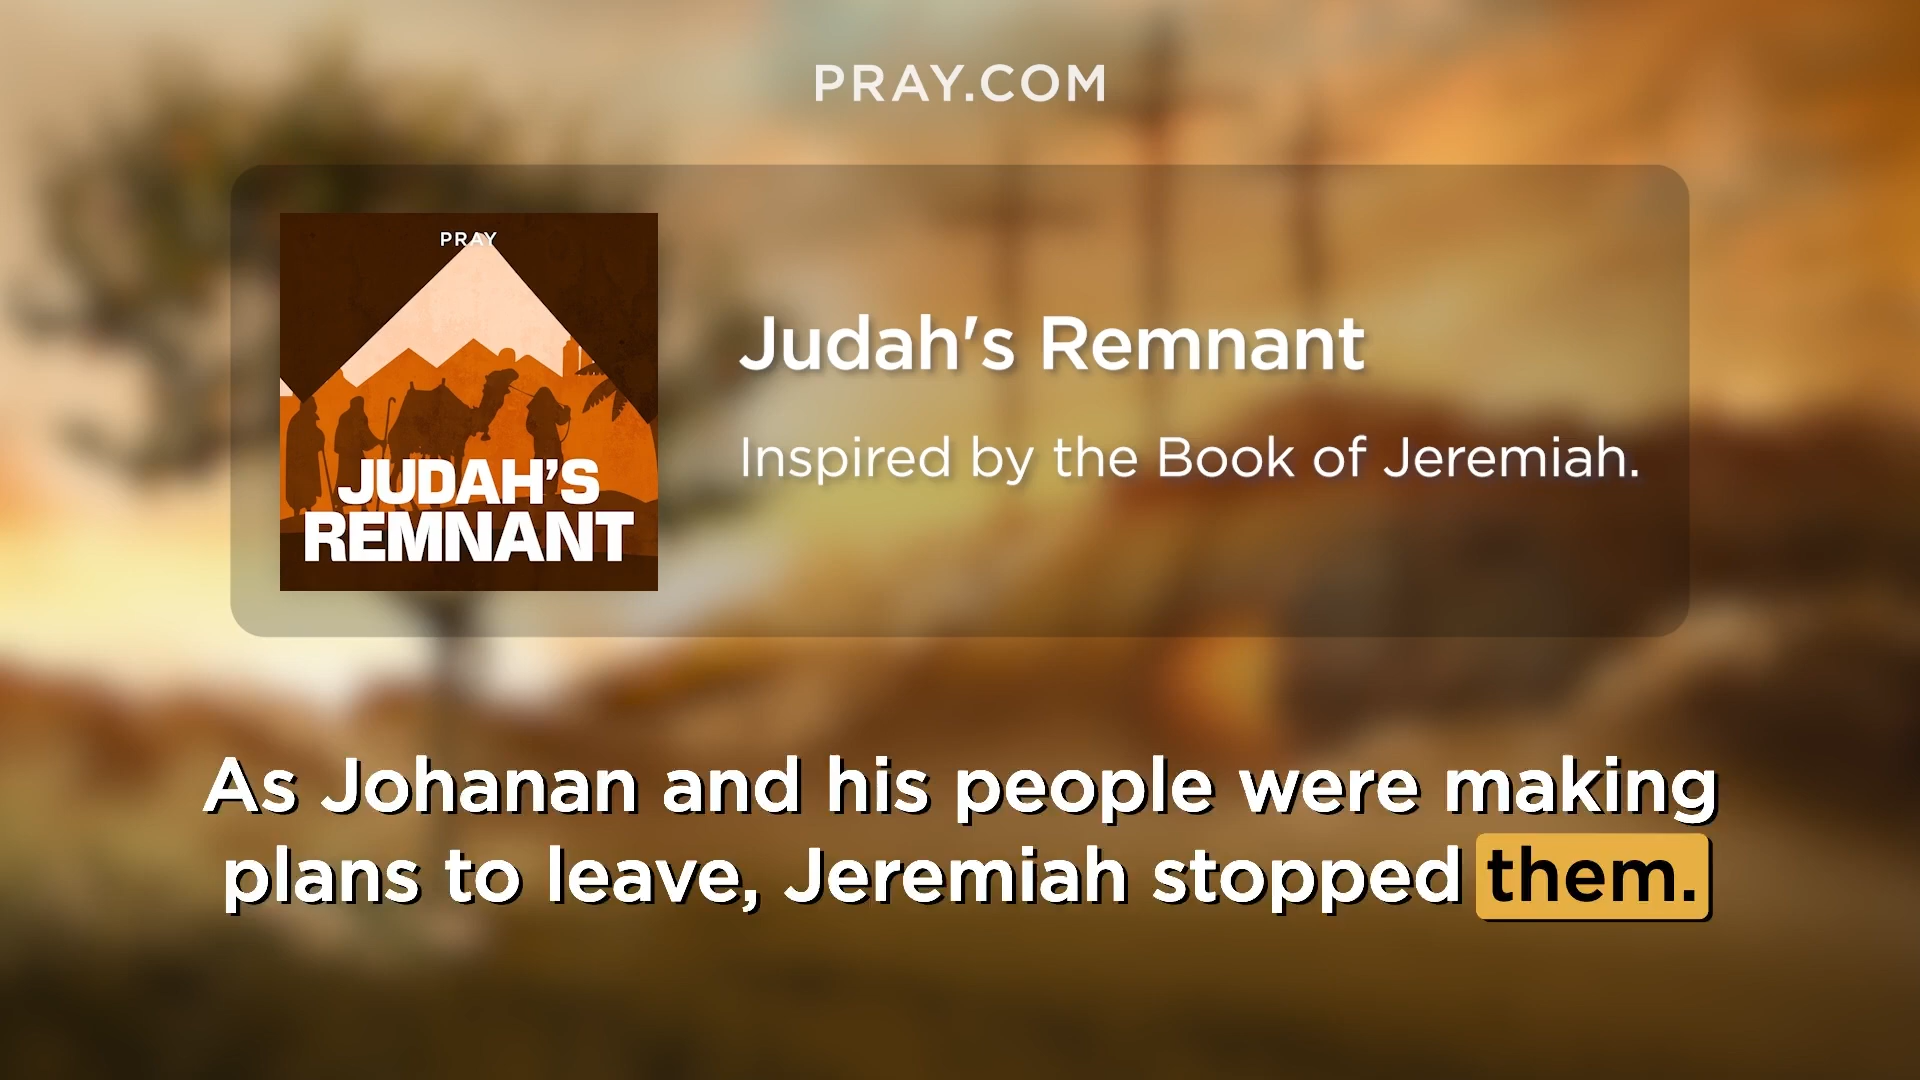 PRAY.COM
PRAY
JUDAH'S
REMNANT
Judah's Remnant
Inspired by the Book of Jeremiah.
As Johanan and his people were making
plans to leave, Jeremiah stopped them.